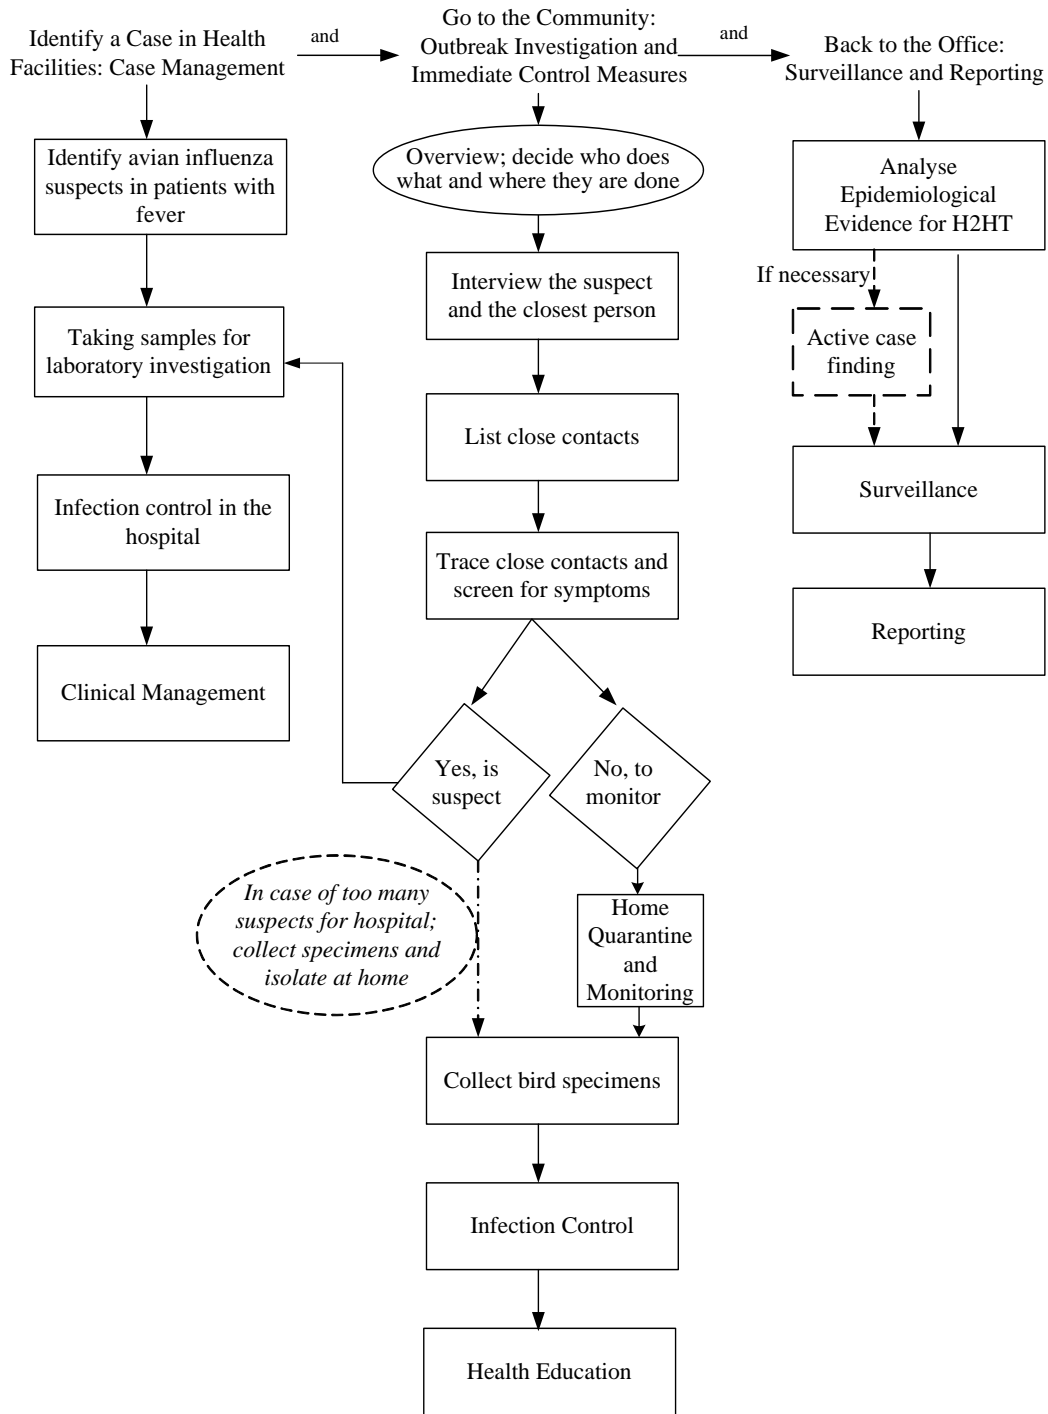 Identify a Case in Health
Facilities: Case Management
and
Go to the Community:
Outbreak Investigation and
Immediate Control Measures
and
Back to the Office:
Surveillance and Reporting
Identify avian influenza
suspects in patients with
fever
Taking samples for
laboratory investigation
Infection control in the
hospital
Clinical Management
Overview; decide who does
what and where they are done
Interview the suspect
and the closest person
List close contacts
Trace close contacts and
screen for symptoms
Yes, is
suspect
No, to
monitor
In case of too many
suspects for hospital;
collect specimens and
isolate at home
Home
Quarantine
and
Monitoring
Collect bird specimens
Infection Control
Health Education
Analyse
Epidemiological
Evidence for H2HT
If necessary
Active case
finding
Surveillance
Reporting